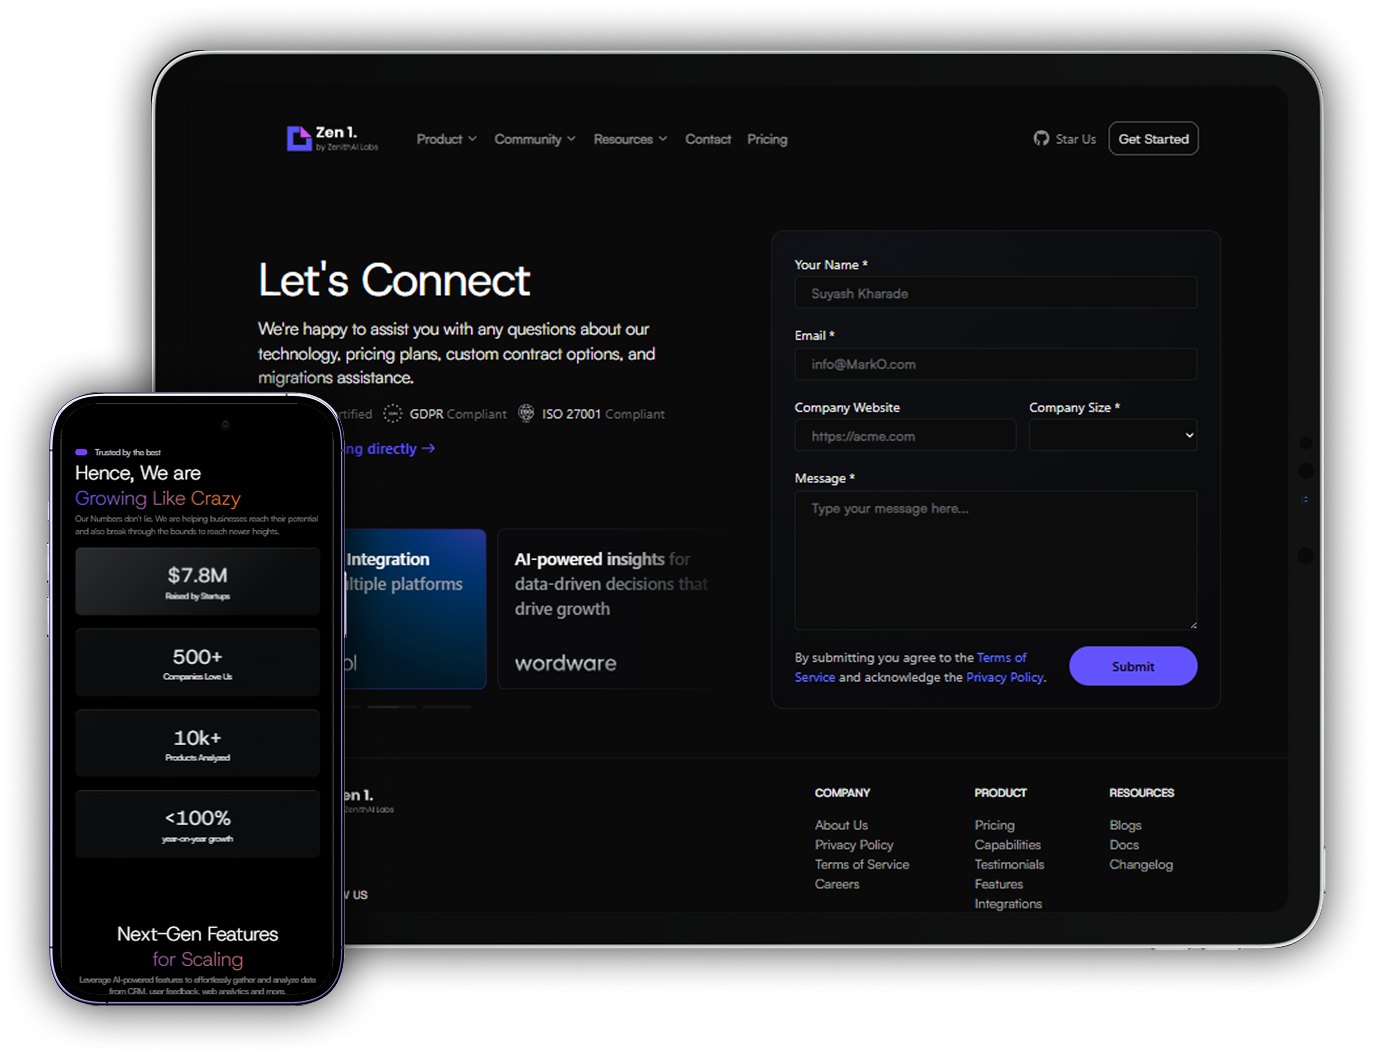 Zen 1.
by ZenithAI Labs
Product
Community
Resources
Contact
Pricing
Star Us
Get Started
Let's Connect
We're happy to assist you with any questions about our
technology, pricing plans, custom contract options, and
migrations assistance.
rtified
GDPR Compliant
ISO 27001 Compliant
ng directly →
Integration
ltiple platforms
ol
AI-powered insights for
data-driven decisions that
drive growth
wordware
Your Name *
Suyash Kharade
Email *
info@MarkO.com
Company Website
Company Size *
https://acme.com
Message *
Type your message here...
By submitting you agree to the Terms of
Service and acknowledge the Privacy Policy.
Submit
en 1.
ZenithAI Labs
W US
COMPANY
About Us
Privacy Policy
Terms of Service
Careers
PRODUCT
Pricing
Capabilities
Testimonials
Features
Integrations
RESOURCES
Blogs
Docs
Changelog
Trusted by the best
Hence, We are
Growing Like Crazy
Our Numbers don't lie, We are helping businesses reach their potential
and also break through the bounds to reach newer heights.
$7.8M
Raised by Startups
500+
Companies Love Us
10k+
Products Analyzed
<100%
year-on-year growth
Next-Gen Features
for Scaling
Leverage AI-powered features to effortlessly gather and analyze data
from CRM, user feedback, web analytics and more.